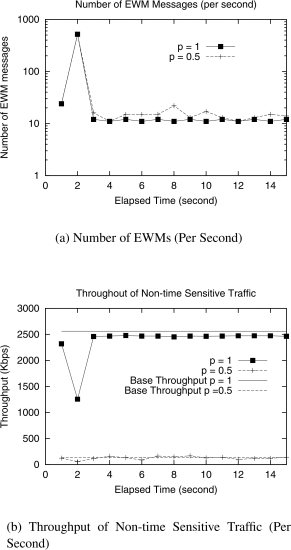 Number of EWM Messages (per second)
1000
100
10
1
Number of EWM messages
p = 1
p = 0.5
0 2 4 6 8 10 12 14
Elapsed Time (second)
(a) Number of EWMs (Per Second)
Throughout of Non-time Sensitive Traffic
3000
2500
2000
1500
1000
500
0
Throughput (Kbps)
p = 1
p = 0.5
Base Throughput p = 1
Base Throughput p =0.5
0 2 4 6 8 10 12 14
Elapsed Time (second)
(b) Throughput of Non-time Sensitive Traffic (Per
Second)